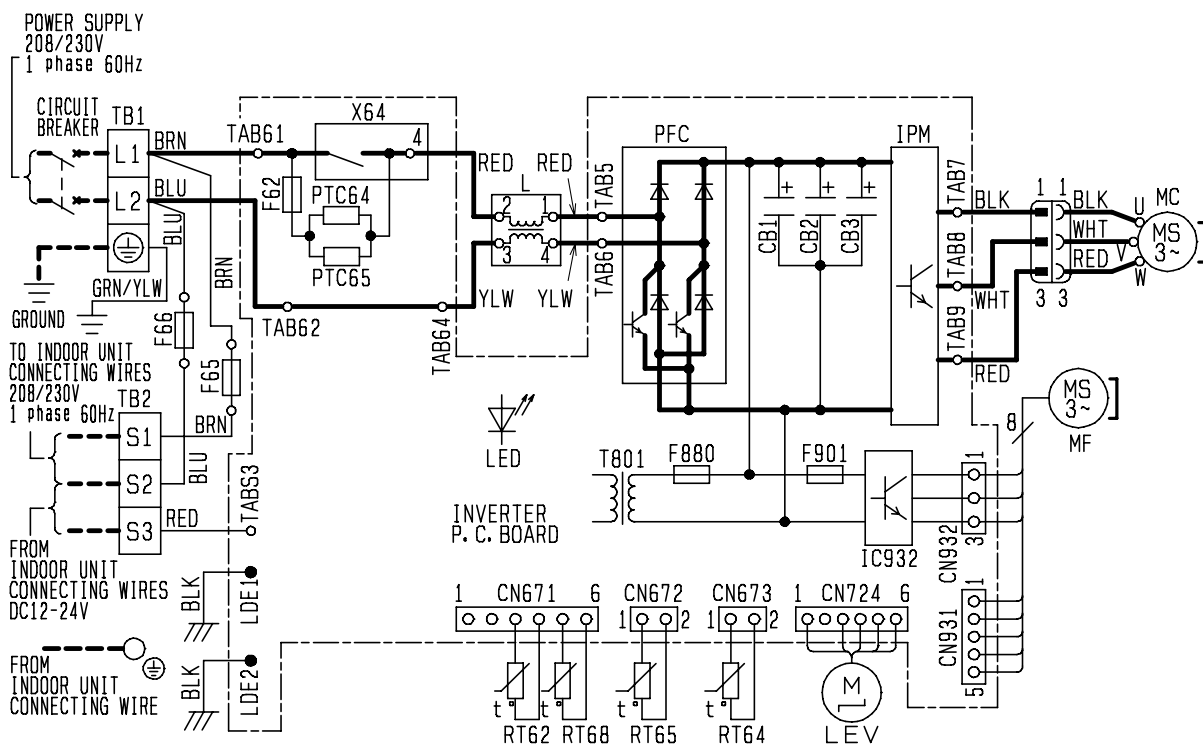 POWER SUPPLY
208/230V
1 phase 60Hz
CIRCUIT
BREAKER
TB1
L1
L2
BRN
BLU
BLU
BRN
GRN/YLW
GROUND
TAB61
X64
4
F62
PTC64
PTC65
TAB62
TAB64
RED
RED
L
2
1
3
4
YLW
YLW
TAB5
TAB6
PFC
IPM
CB1
CB2
CB3
+
+
+
TAB7
TAB8
TAB9
BLK
WHT
RED
1
1
3
3
BLK
WHT
RED
U
V
W
MC
MS
3~
F66
F65
TO INDOOR UNIT
CONNECTING WIRES
208/230V
1 phase 60Hz
TB2
S1
S2
S3
BRN
BLU
RED
TABS3
FROM
INDOOR UNIT
CONNECTING WIRES
DC12-24V
BLK
LDE1
FROM
INDOOR UNIT
CONNECTING WIRE
BLK
LDE2
LED
INVERTER
P.C.BOARD
T801
F880
F901
IC932
CN932
1
3
8
MS
3~
MF
CN931
1
5
1
CN671
6
CN672
1
2
CN673
1
2
1
CN724
6
t°
t°
t°
t°
RT62
RT68
RT65
RT64
M
LEV